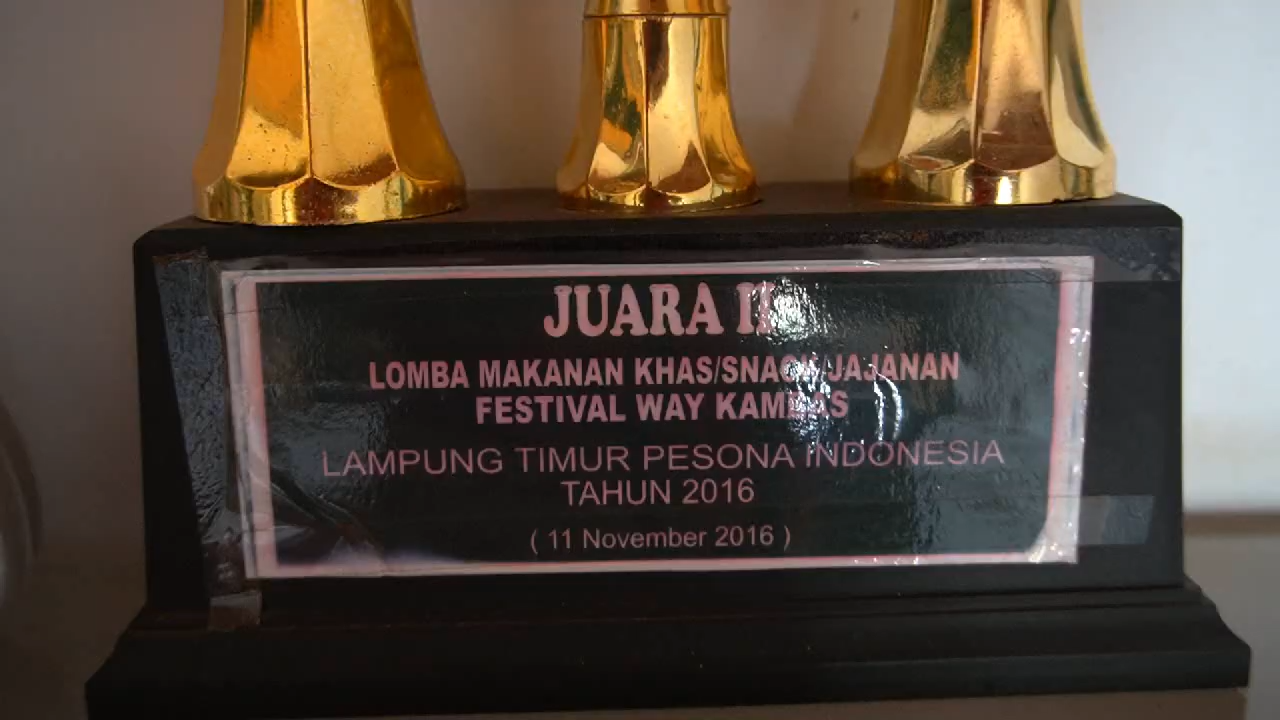 JUARA II
LOMBA MAKANAN KHAS/SNACK JAJANAN
FESTIVAL WAY KAMBAS
LAMPUNG TIMUR PESONA INDONESIA
TAHUN 2016
( 11 November 2016 )